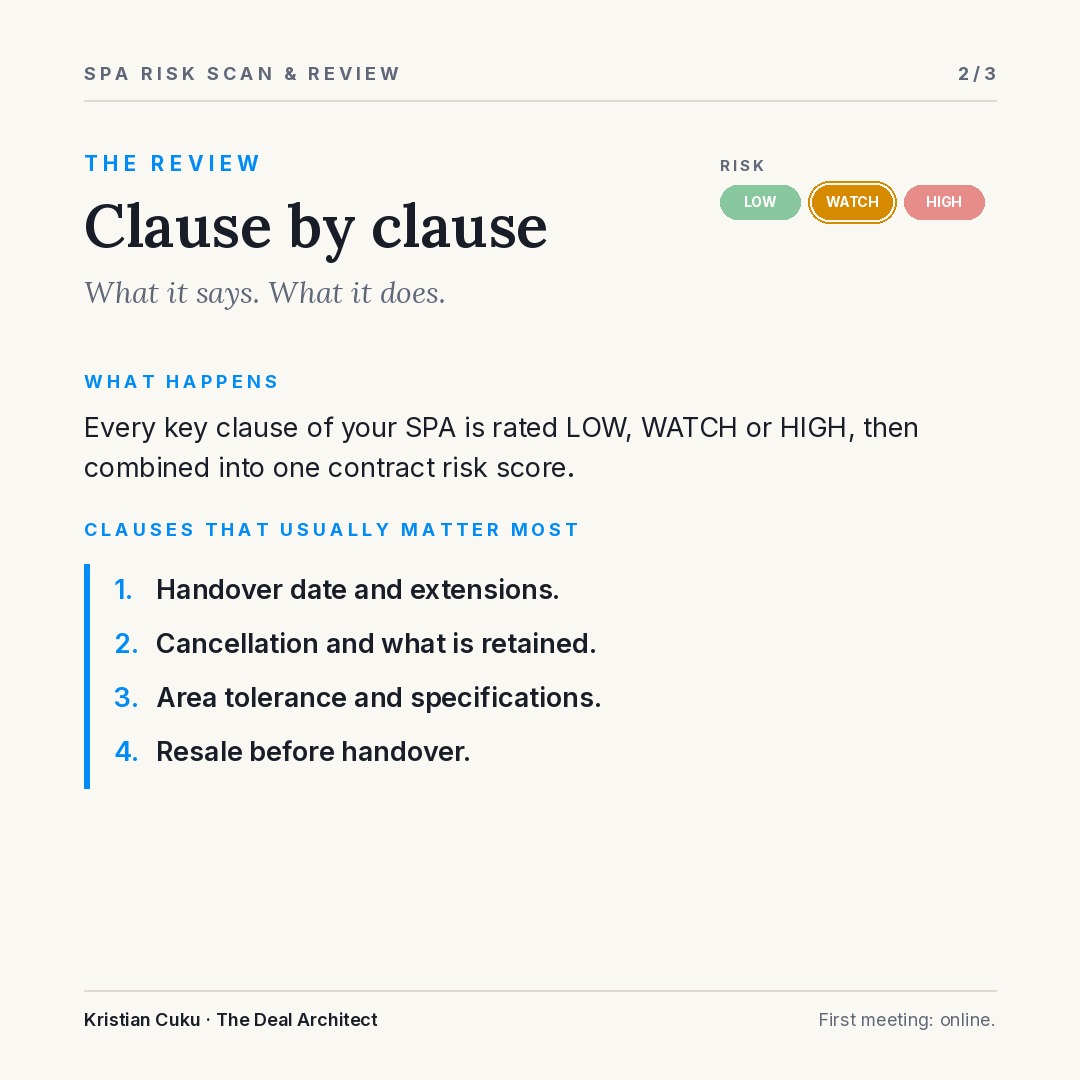 SPA RISK SCAN & REVIEW
2/3
THE REVIEW
Clause by clause
What it says. What it does.
RISK
LOW WATCH HIGH
WHAT HAPPENS
Every key clause of your SPA is rated LOW, WATCH or HIGH, then
combined into one contract risk score.
CLAUSES THAT USUALLY MATTER MOST
1. Handover date and extensions.
2. Cancellation and what is retained.
3. Area tolerance and specifications.
4. Resale before handover.
Kristian Cuku · The Deal Architect
First meeting: online.